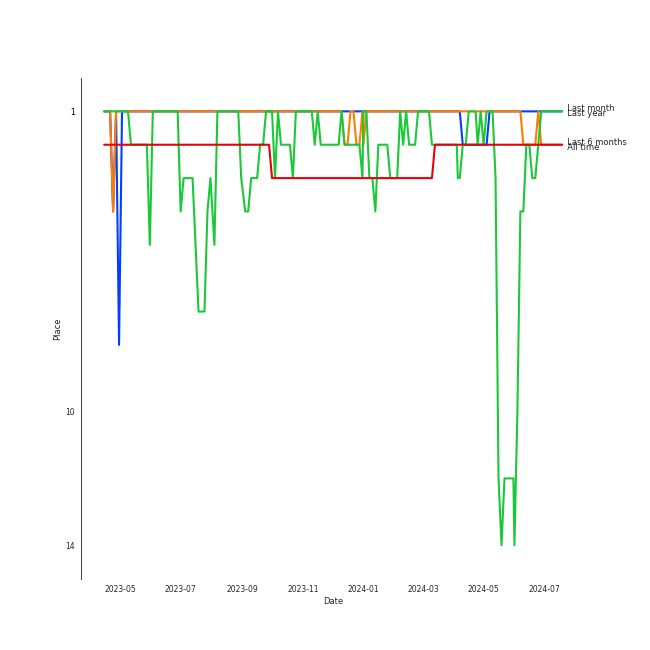 1
Last month
Last year
Last 6 months
All time
Place
10
14
2023-05 2023-07 2023-09 2023-11 2024-01 2024-03 2024-05 2024-07
Date